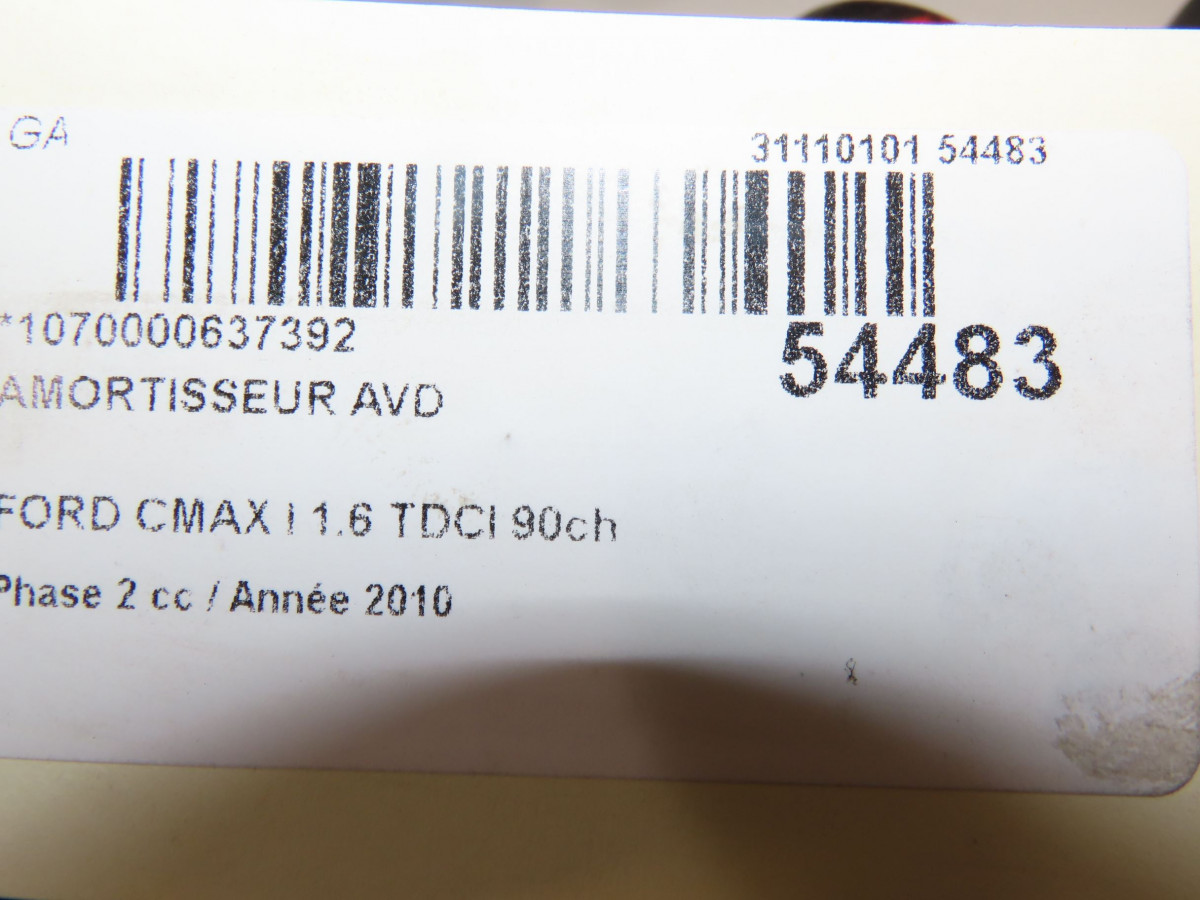 GA
31110101 54483
*1070000637392
54483
AMORTISSEUR AVD
FORD CMAX I 1.6 TDCI 90ch
Phase 2 cc / Année 2010